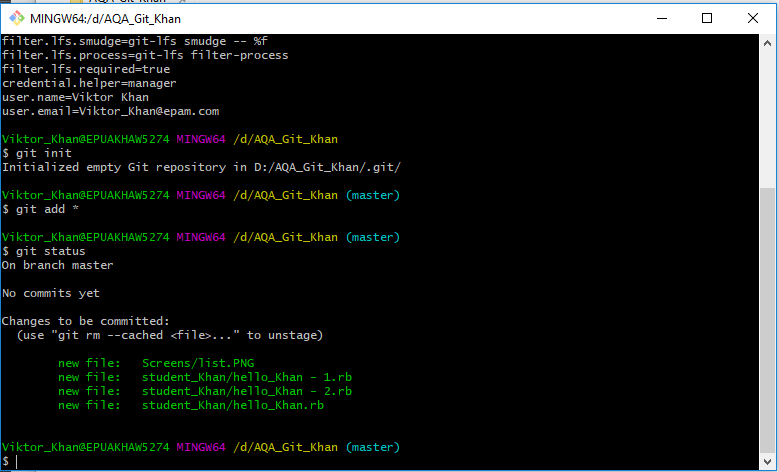 AQA_Git_Khan
MINGW64:/d/AQA_Git_Khan
filter.lfs.smudge=git-lfs smudge -- %f
filter.lfs.process=git-lfs filter-process
filter.lfs.required=true
credential.helper=manager
user.name=Viktor Khan
user.email=Viktor_Khan@epam.com
Viktor_Khan@EPUAKHAW5274 MINGW64 /d/AQA_Git_Khan
$ git init
Initialized empty Git repository in D:/AQA_Git_Khan/.git/
Viktor_Khan@EPUAKHAW5274 MINGW64 /d/AQA_Git_Khan (master)
$ git add *
Viktor_Khan@EPUAKHAW5274 MINGW64 /d/AQA_Git_Khan (master)
$ git status
On branch master
No commits yet
Changes to be committed:
(use "git rm --cached <file>..." to unstage)
new file: Screens/list.PNG
new file: student_Khan/hello_Khan - 1.rb
new file: student_Khan/hello_Khan - 2.rb
new file: student_Khan/hello_Khan.rb
Viktor_Khan@EPUAKHAW5274 MINGW64 /d/AQA_Git_Khan (master)
$